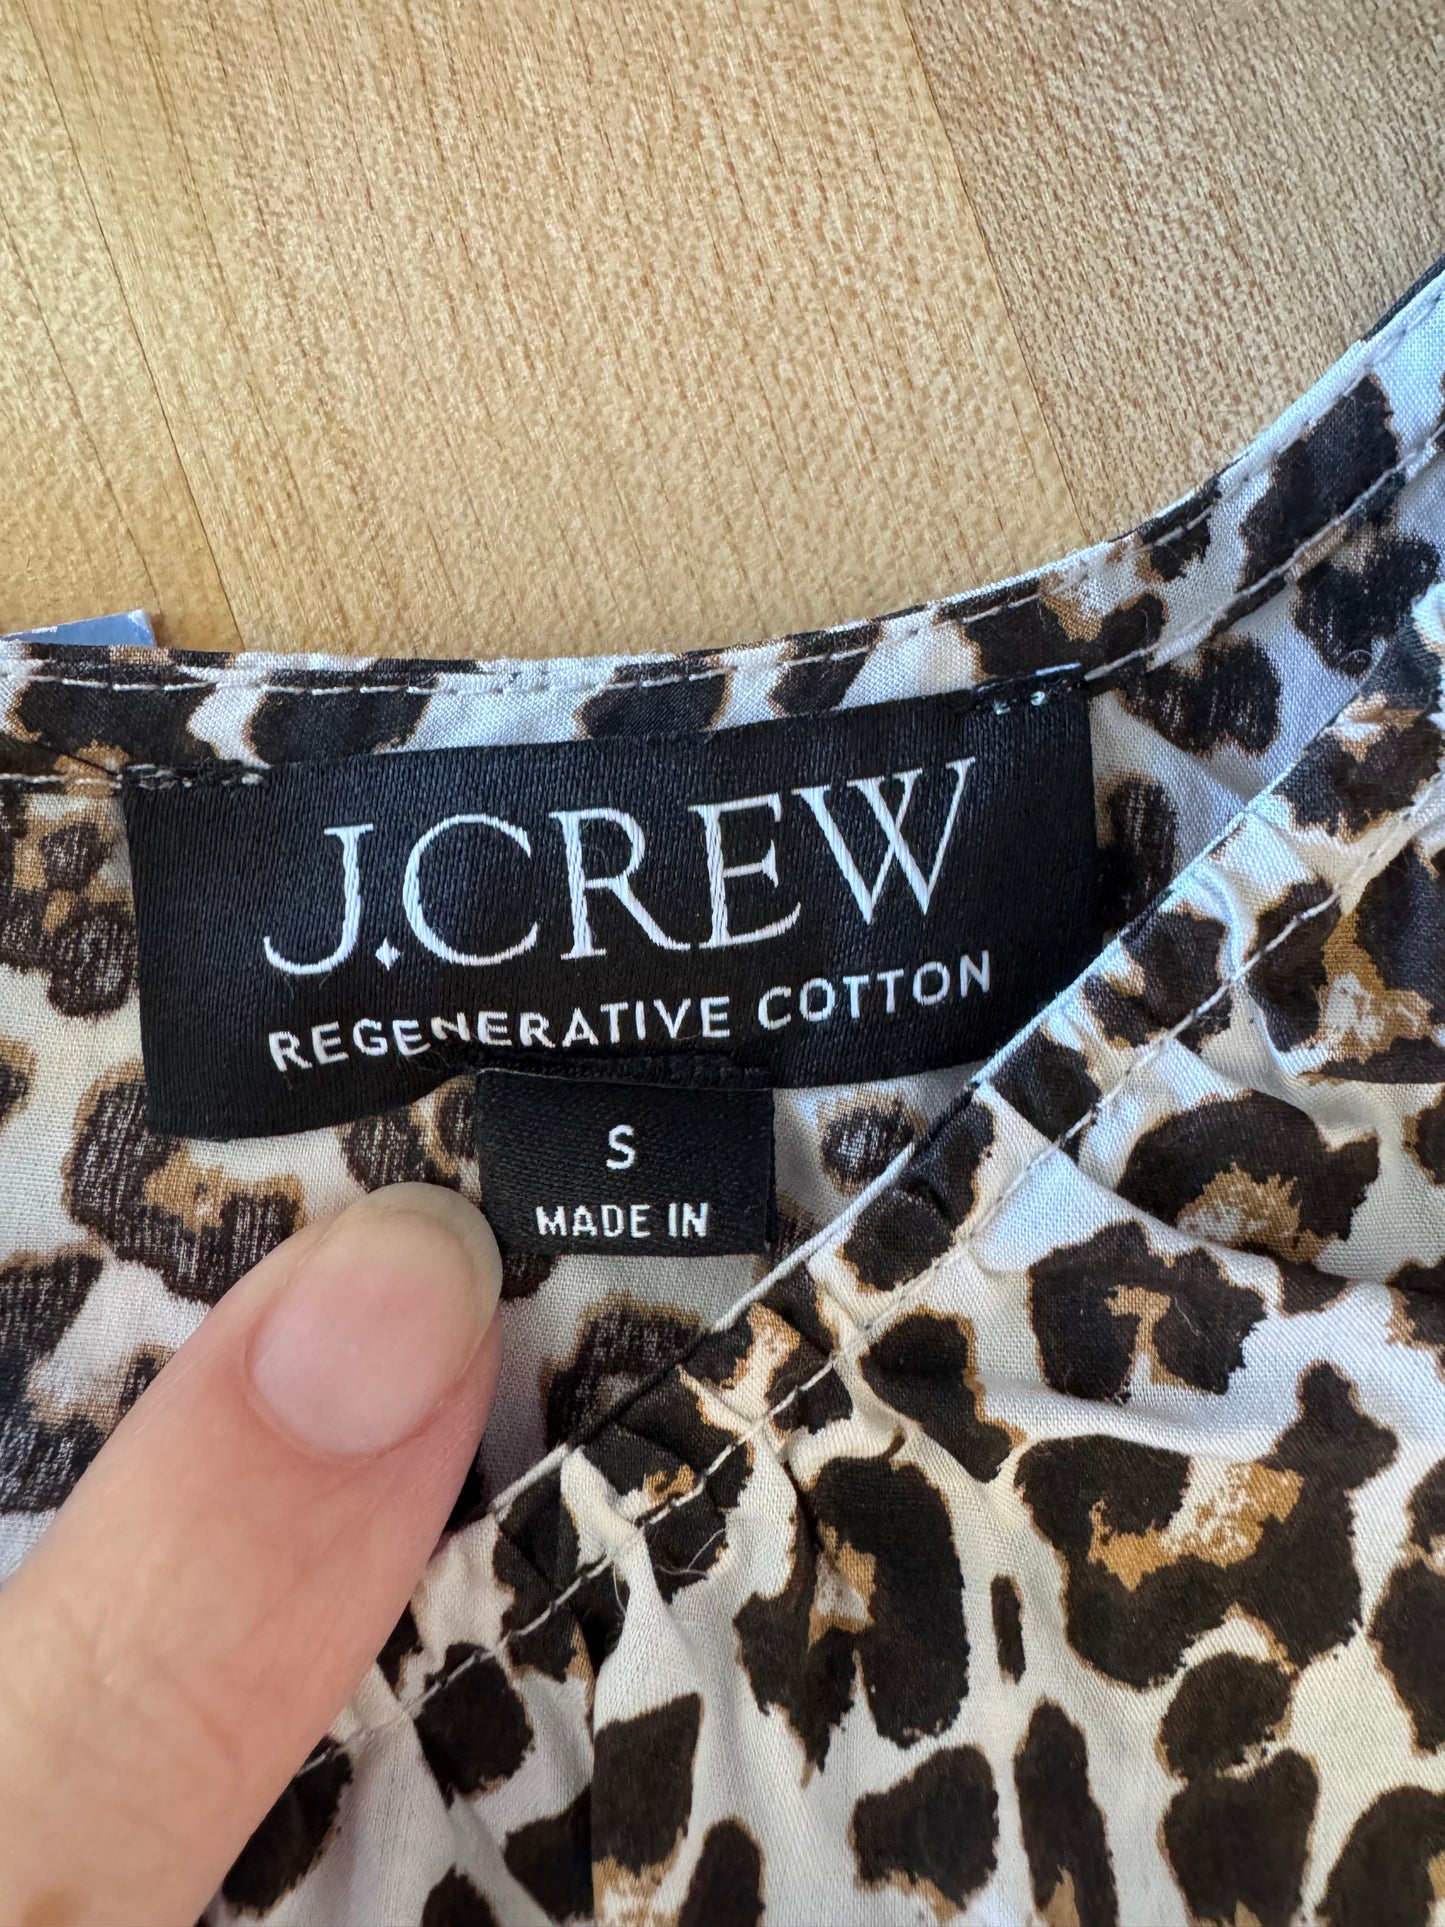 J.CREW
REGENERATIVE COTTON
S
MADE IN